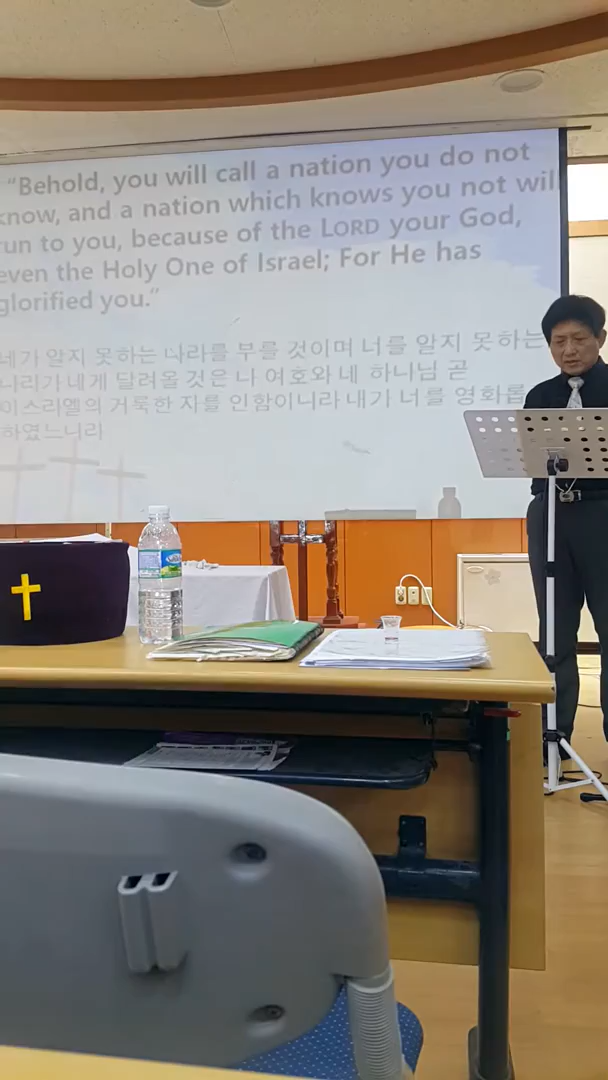 “Behold, you will call a nation you do not
know, and a nation which knows you not will
run to you, because of the LORD your God,
even the Holy One of Israel; For He has
glorified you.”
네가 알지 못하는 나라를 부를 것이며 너를 알지 못하는
나라가 네게 달려올 것은 나 여호와 네 하나님 곧
이스라엘의 거룩한 자를 인함이니라 내가 너를 영화롭
하였느니라